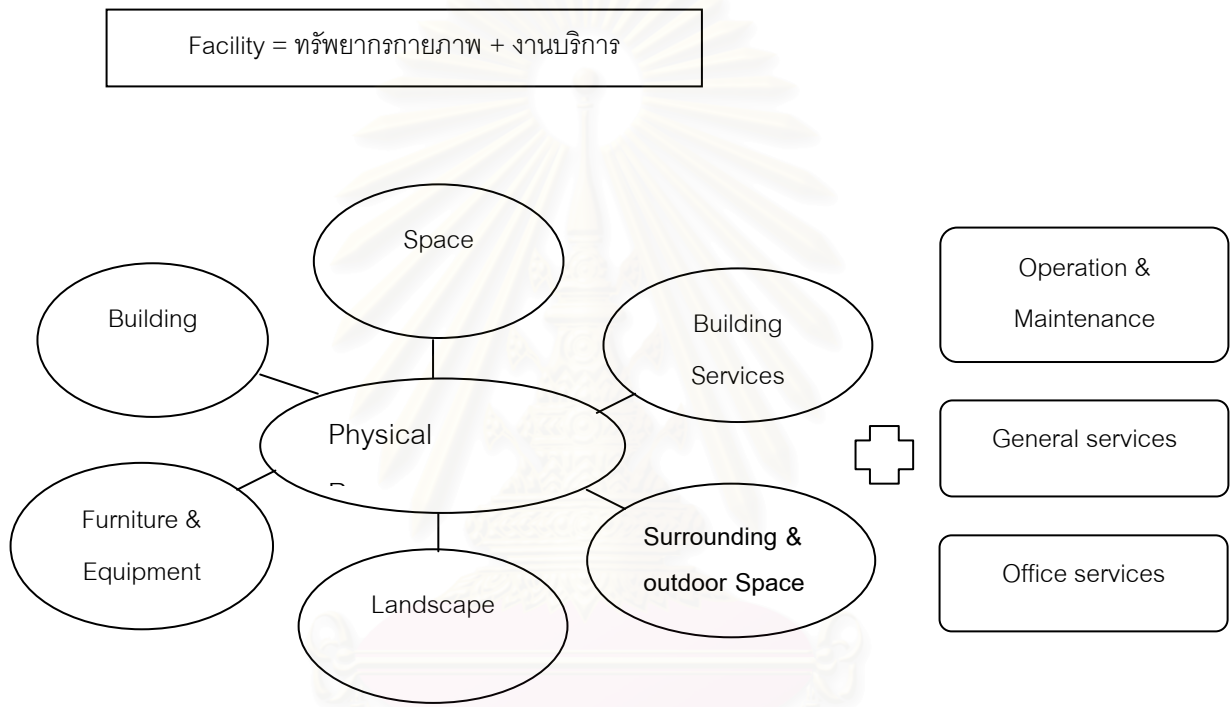 Facility = ทรัพยากรกายภาพ + งานบริการ
Space
Building
Building
Services
Physical
Furniture &
Equipment
Landscape
Surrounding &
outdoor Space
Operation &
Maintenance
General services
Office services